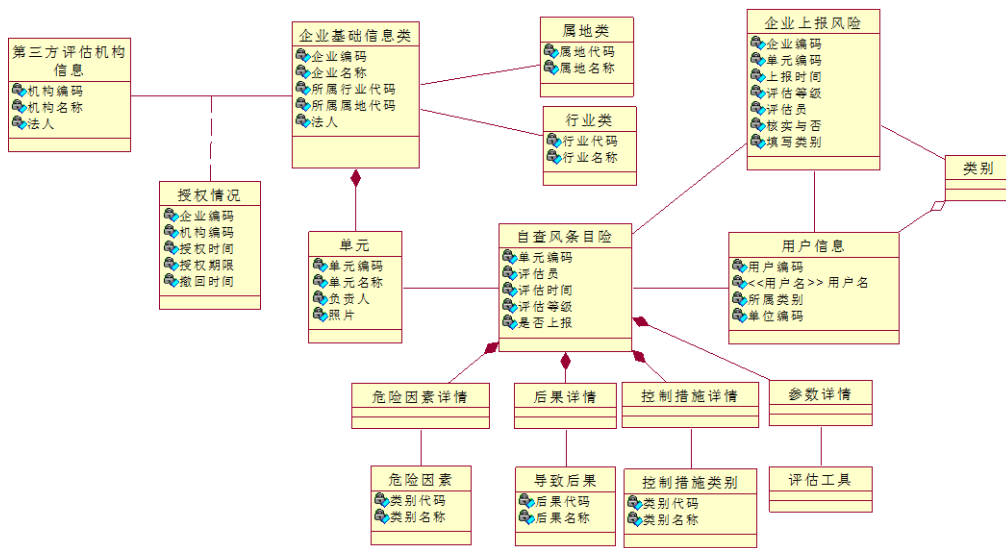 第三方评估机构
信息
机构编码
机构名称
法人
企业基础信息类
企业编码
企业名称
所属行业代码
所属属地代码
法人
属地类
属地代码
属地名称
行业类
行业代码
行业名称
企业上报风险
企业编码
单元编码
上报时间
评估等级
评估员
核实与否
填写类别
类别
授权情况
企业编码
机构编码
授权时间
授权期限
撤回时间
单元
单元编码
单元名称
负责人
照片
自查风条目险
单元编码
评估员
评估时间
评估等级
是否上报
用户信息
用户编码
<<用户名>> 用户名
所属类别
单位编码
危险因素详情
后果详情
控制措施详情
参数详情
危险因素
类别代码
类别名称
导致后果
后果代码
后果名称
控制措施类别
类别代码
类别名称
评估工具